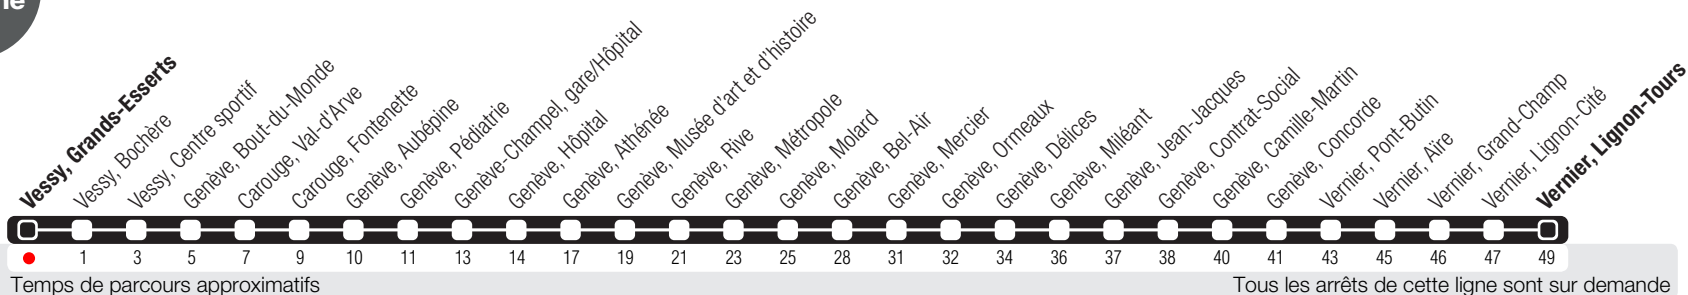 Vessy, Grands-Esserts
Vessy, Bochère
Vessy, Centre sportif
Genève, Bout-du-Monde
Carouge, Val-d'Arve
Carouge, Fontenette
Genève, Aubépine
Genève, Pédiatrie
Genève-Champel, gare/Hôpital
Genève, Hôpital
Genève, Athénée
Genève, Musée d'art et d'histoire
Genève, Rive
Genève, Métropole
Genève, Molard
Genève, Bel-Air
Genève, Mercier
Genève, Ormeaux
Genève, Délices
Genève, Miléant
Genève, Jean-Jacques
Genève, Contrat-Social
Genève, Camille-Martin
Genève, Concorde
Vernier, Pont-Butin
Vernier, Aïre
Vernier, Grand-Champ
Vernier, Lignon-Cité
Vernier, Lignon-Tours
1 3 5 7 9 10 11 13 14 17 19 21 23 25 28 31 32 34 36 37 38 40 41 43 45 46 47 49
Temps de parcours approximatifs
Tous les arrêts de cette ligne sont sur demande